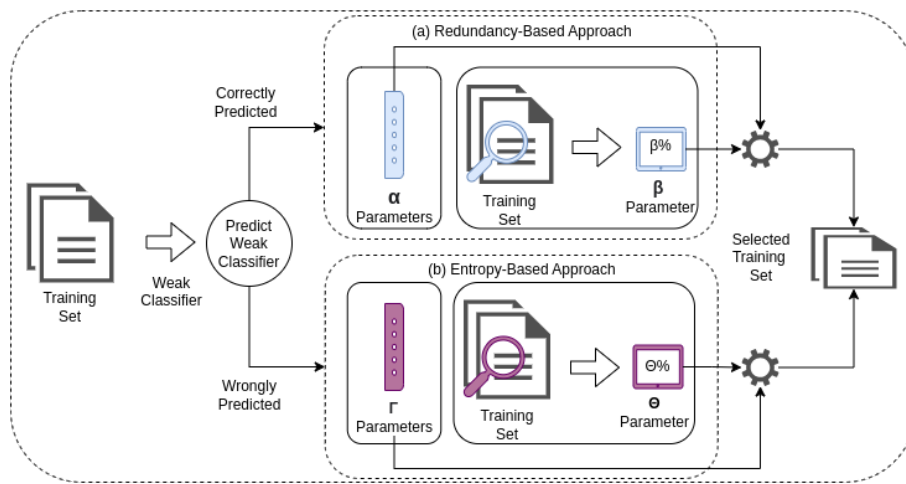 (a) Redundancy-Based Approach
Correctly
Predicted
β%
α
Parameters
Training
Set
β
Parameter
Predict
Weak
Classifier
Training
Set
Weak
Classifier
Selected
Training
Set
(b) Entropy-Based Approach
Wrongly
Predicted
Θ%
Γ
Parameters
Training
Set
Θ
Parameter